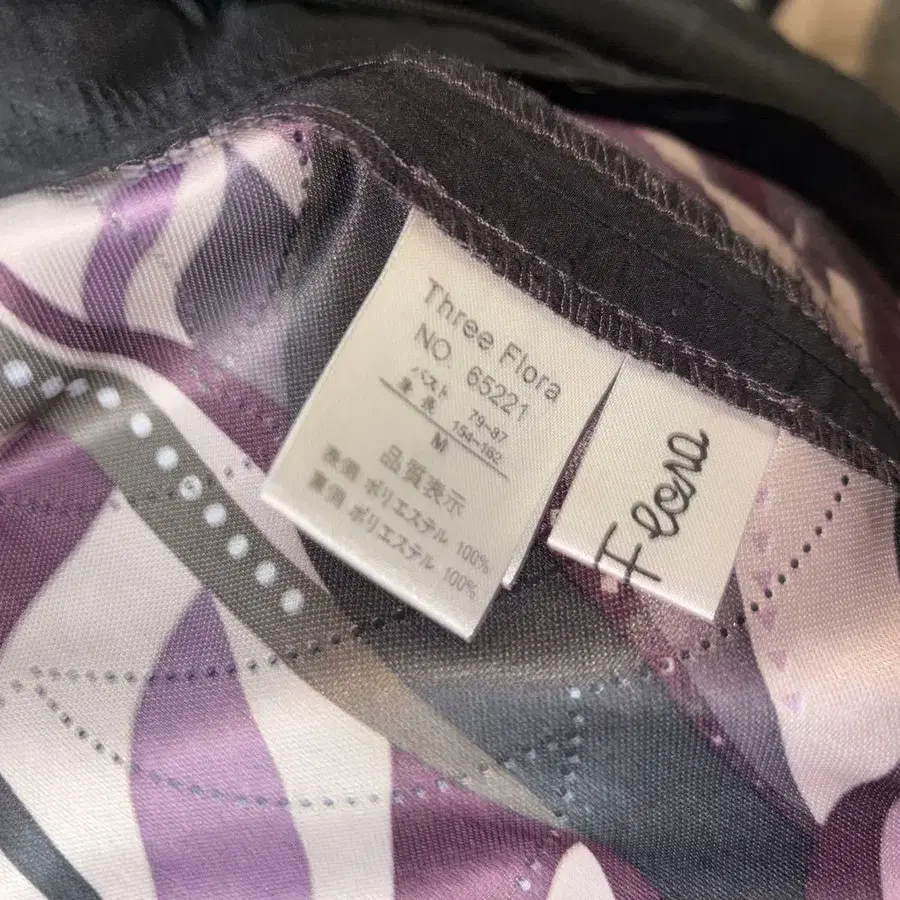 Three Flora
NO. 65221
バスト 79-87
身長 154-162
M
品質表示
表側 ポリエステル 100%
裏側 ポリエステル 100%
Flora